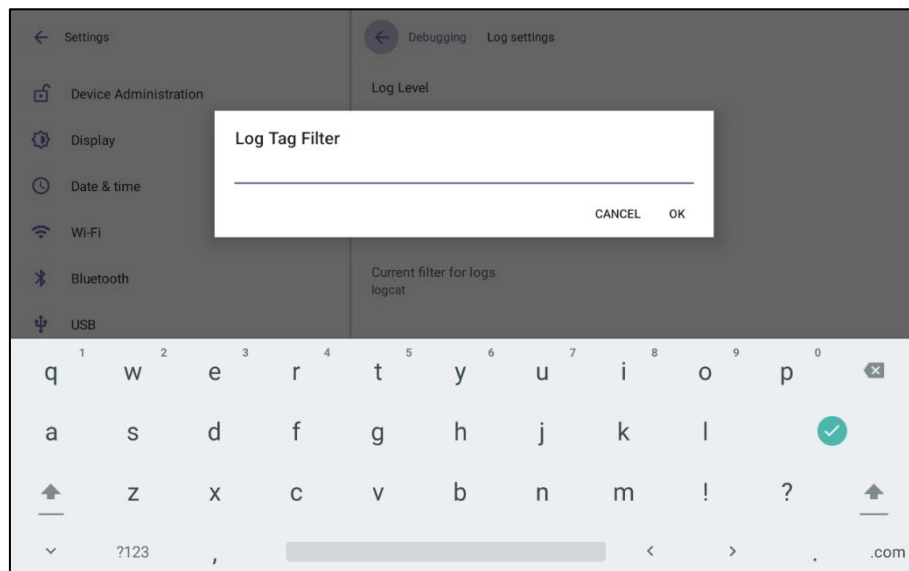 Settings
Debugging Log settings
Device Administration
Log Level
Display
Log Tag Filter
Date & time
CANCEL OK
Wi-Fi
Bluetooth
Current filter for logs
logcat
USB
1 2 3 4 5 6 7 8 9 0
q w e r t y u i o p
a s d f g h j k l
z x c v b n m ! ?
?123 , < > . .com